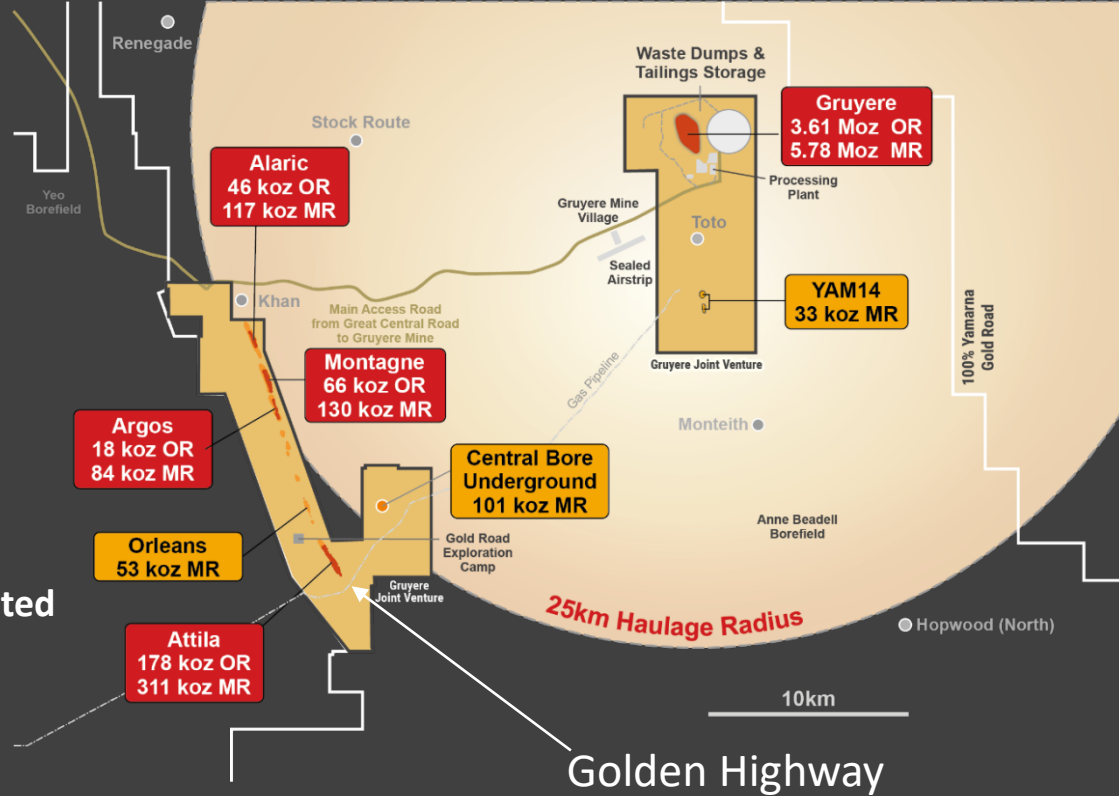 Renegade
Waste Dumps &
Tailings Storage
Gruyere
3.61 Moz OR
5.78 Moz MR
Stock Route
Alaric
46 koz OR
117 koz MR
Yeo
Borefield
Processing
Plant
Gruyere Mine
Village
Toto
Sealed
Airstrip
YAM14
33 koz MR
Khan
Main Access Road
from Great Central Road
to Gruyere Mine
100% Yamarna
Gold Road
Gruyere Joint Venture
Montagne
66 koz OR
130 koz MR
Gas Pipeline
Argos
18 koz OR
84 koz MR
Monteith
Central Bore
Underground
101 koz MR
Anne Beadell
Borefield
Orleans
53 koz MR
Gold Road
Exploration
Camp
Gruyere
Joint Venture
ted
25km Haulage Radius
Hopwood (North)
Attila
178 koz OR
311 koz MR
10km
Golden Highway